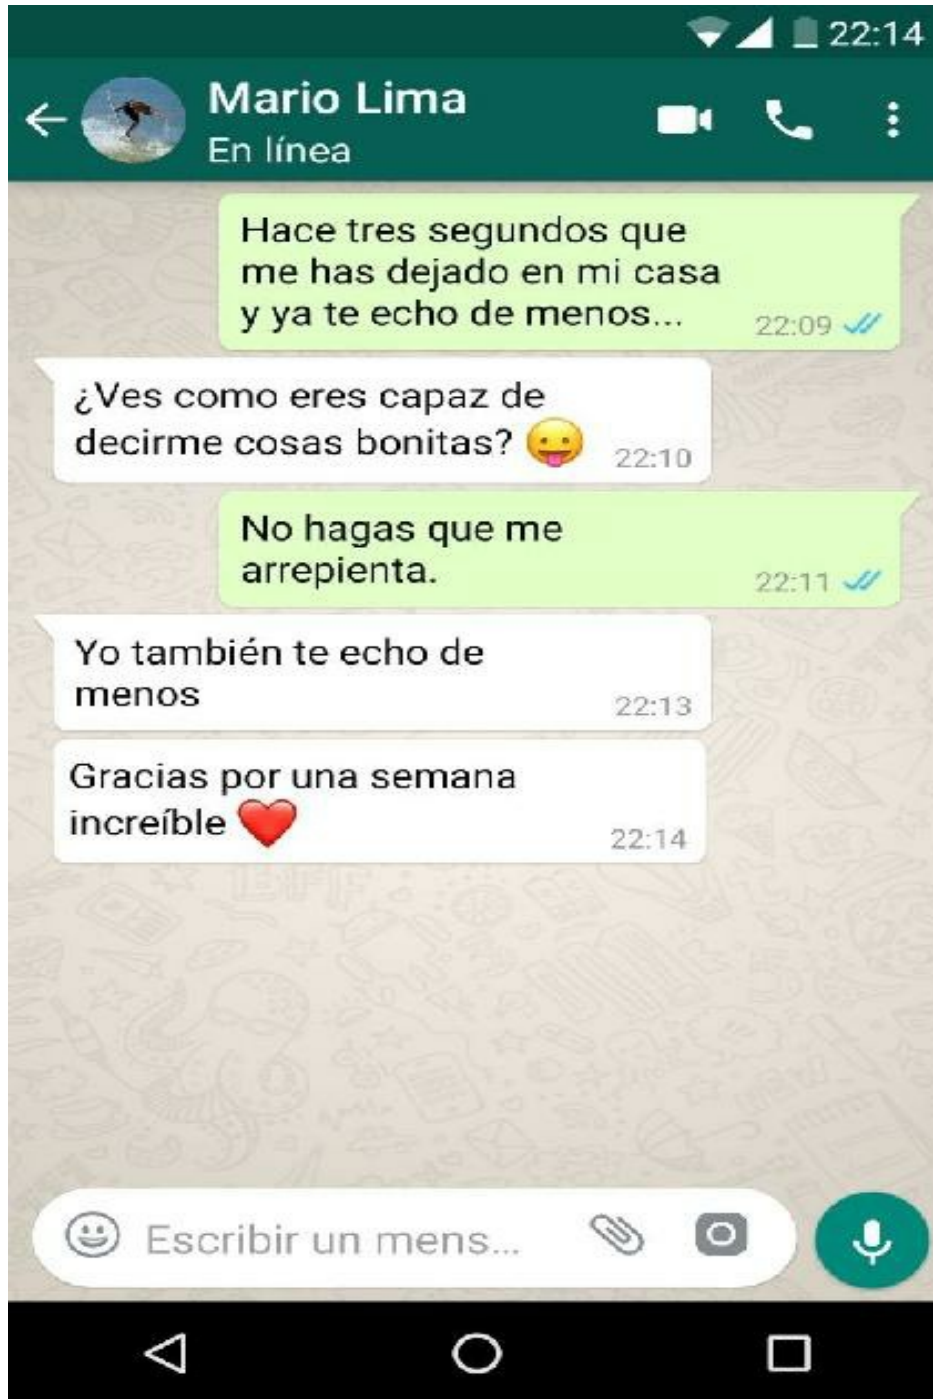 22:14
Mario Lima
En línea
Hace tres segundos que
me has dejado en mi casa
y ya te echo de menos...
22:09
¿Ves como eres capaz de
decirme cosas bonitas? 😛
22:10
No hagas que me
arrepienta.
22:11
Yo también te echo de
menos
22:13
Gracias por una semana
increíble ❤️
22:14
Escribir un mens...